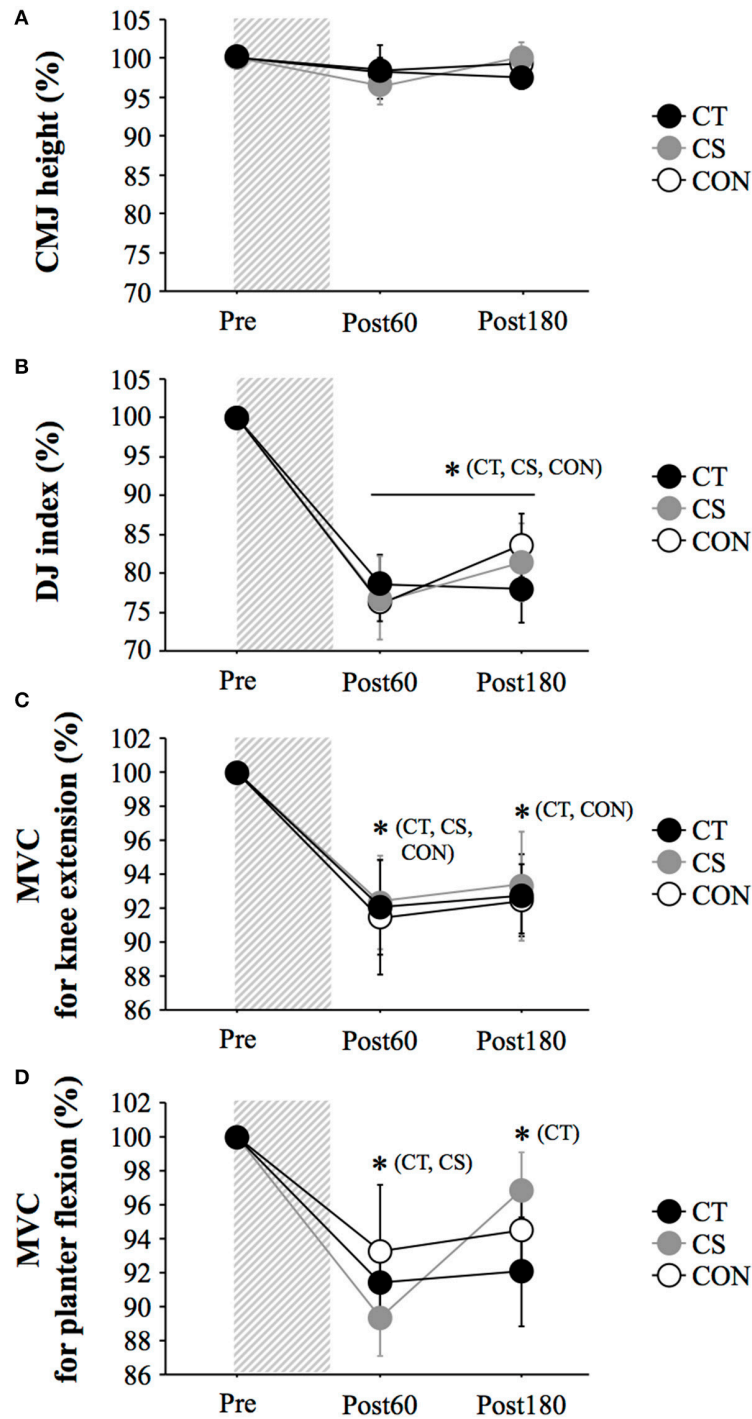 A
CMJ height (%)
105
100
95
90
85
80
75
70
Pre
Post60
Post180
CT
CS
CON
B
DJ index (%)
105
100
95
90
85
80
75
70
* (CT, CS, CON)
Pre
Post60
Post180
CT
CS
CON
C
MVC
for knee extension (%)
102
100
98
96
94
92
90
88
86
* (CT, CS,
CON)
* (CT, CON)
Pre
Post60
Post180
CT
CS
CON
D
MVC
for planter flexion (%)
102
100
98
96
94
92
90
88
86
* (CT, CS)
* (CT)
Pre
Post60
Post180
CT
CS
CON